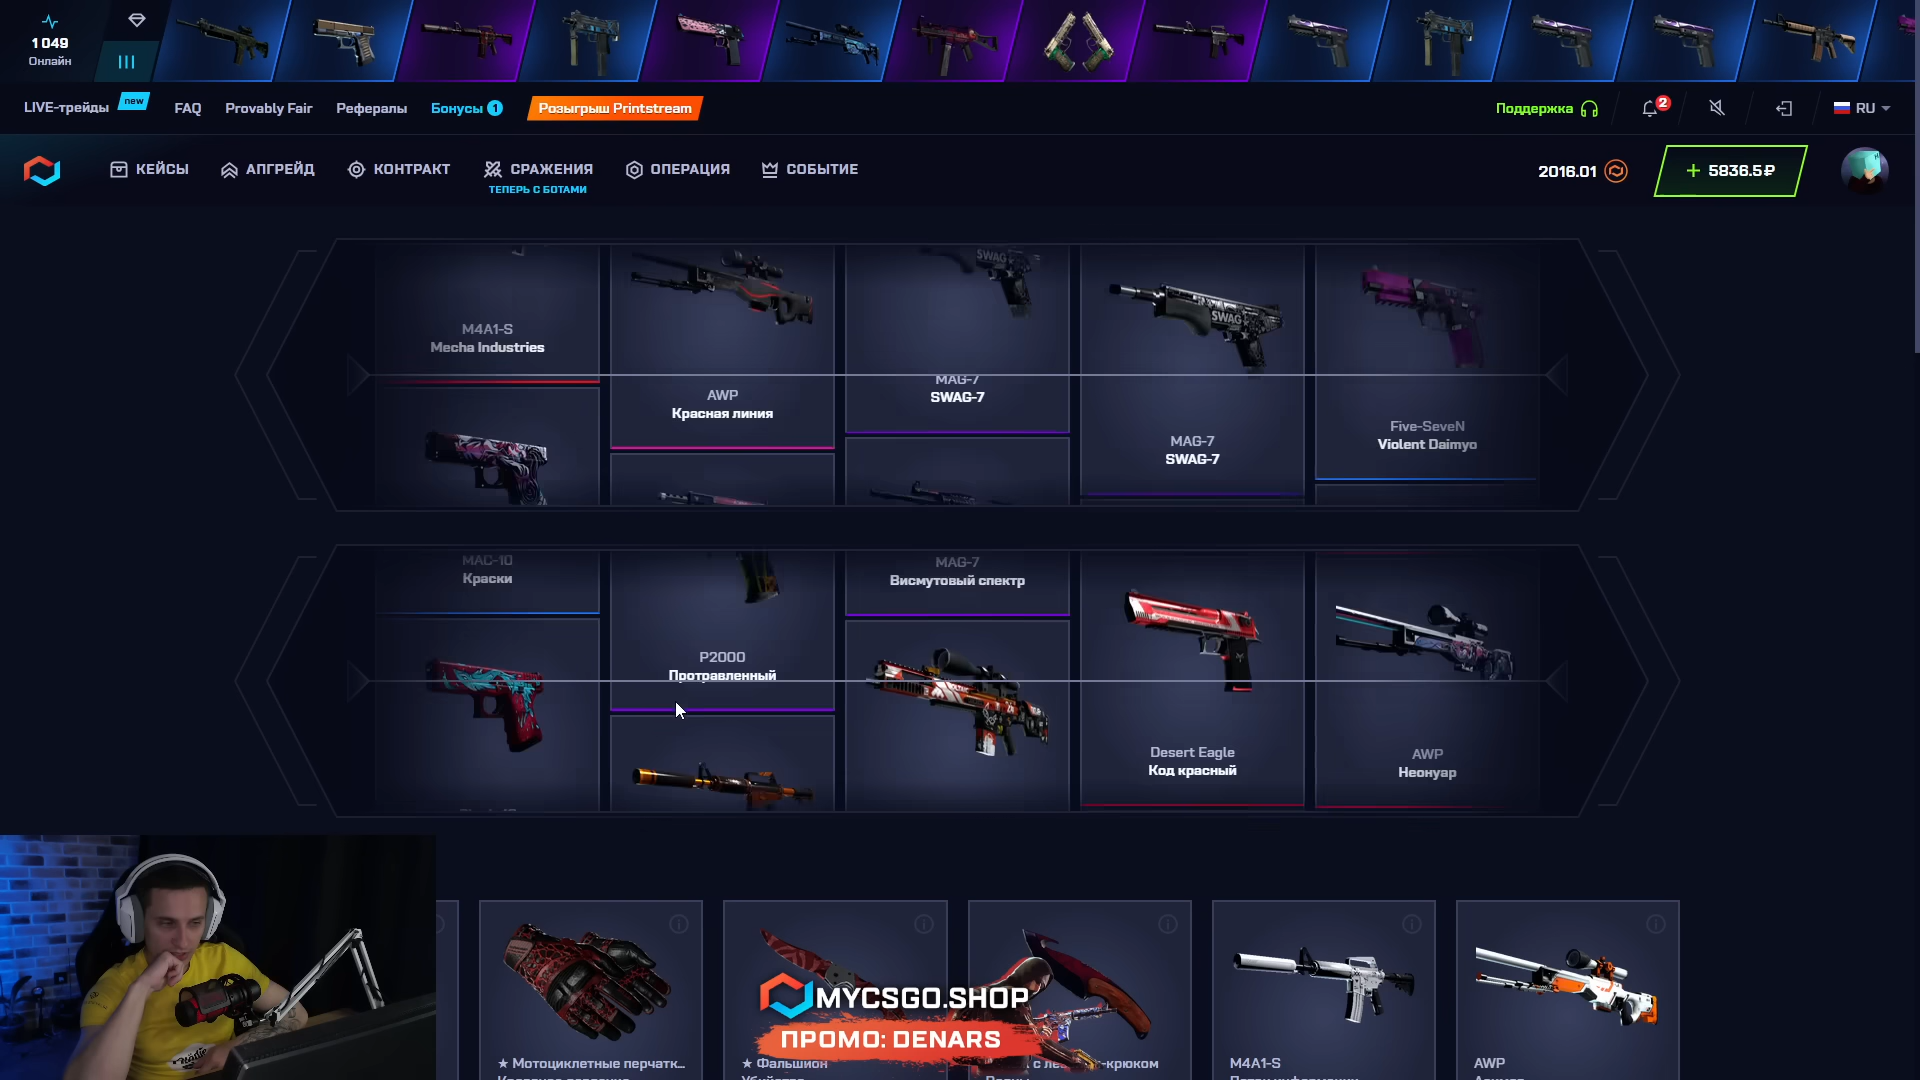 1 049
Онлайн
LIVE-трейды
new
FAQ
Provably Fair
Рефералы
Бонусы 1
Розыгрыш Printstream
Поддержка
2
RU
КЕЙСЫ
АПГРЕЙД
КОНТРАКТ
СРАЖЕНИЯ
ТЕПЕРЬ С БОТАМИ
ОПЕРАЦИЯ
СОБЫТИЕ
2016.01
+ 5836.5₽
M4A1-S
Mecha Industries
AWP
Красная линия
MAG-7
SWAG-7
MAG-7
SWAG-7
Five-SeveN
Violent Daimyo
SWAG
SWAG
MAC-10
Краски
P2000
Протравленный
MAG-7
Висмутовый спектр
Desert Eagle
Код красный
AWP
Неонуар
MYCSGO.SHOP
ПРОМО: DENARS
★ Мотоциклетные перчатк...
★ Фальшион
-крюком
M4A1-S
AWP